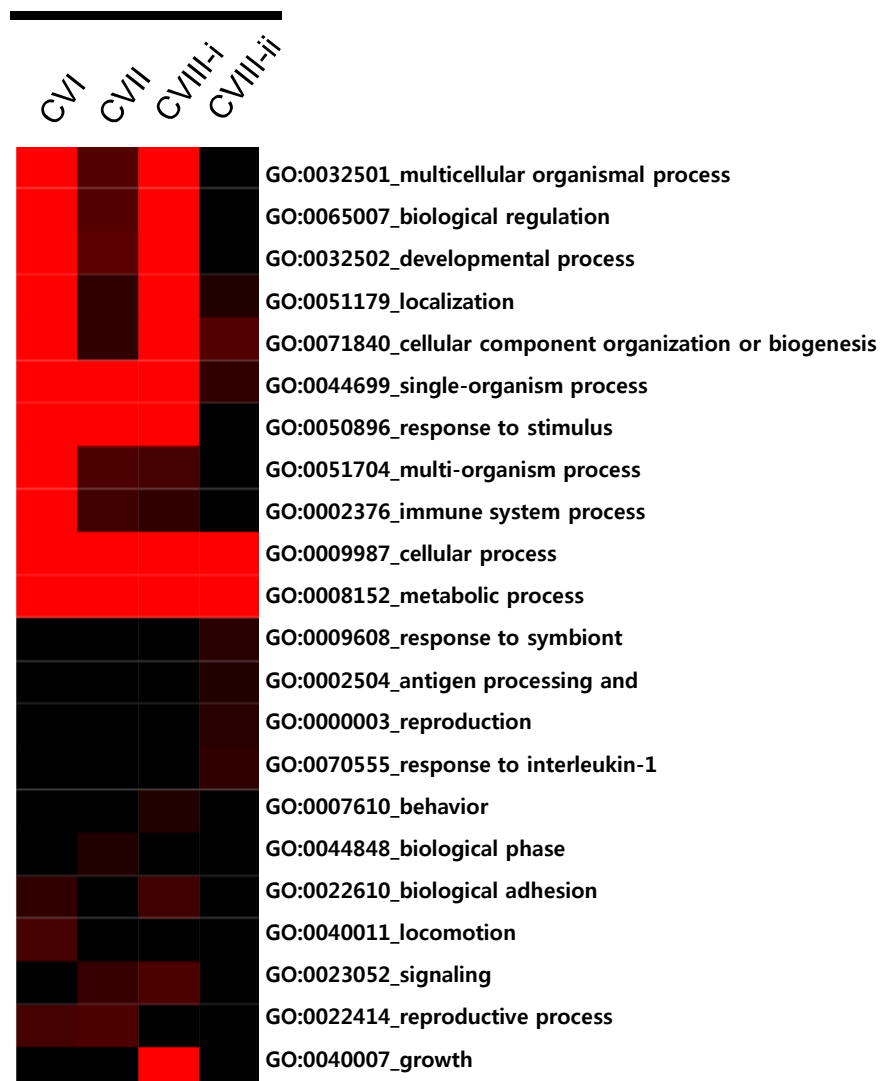 CVI
CVII
CVIII-i
CVIII-ii
GO:0032501_multicellular organismal process
GO:0065007_biological regulation
GO:0032502_developmental process
GO:0051179_localization
GO:0071840_cellular component organization or biogenesis
GO:0044699_single-organism process
GO:0050896_response to stimulus
GO:0051704_multi-organism process
GO:0002376_immune system process
GO:0009987_cellular process
GO:0008152_metabolic process
GO:0009608_response to symbiont
GO:0002504_antigen processing and
GO:0000003_reproduction
GO:0070555_response to interleukin-1
GO:0007610_behavior
GO:0044848_biological phase
GO:0022610_biological adhesion
GO:0040011_locomotion
GO:0023052_signaling
GO:0022414_reproductive process
GO:0040007_growth